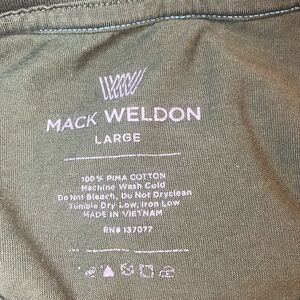 MACK WELDON
LARGE
100% PIMA COTTON
Machine Wash Cold
Do Not Bleach, Do Not Dryclean
Tumble Dry Low, Iron Low
MADE IN VIETNAM
RN# 137077